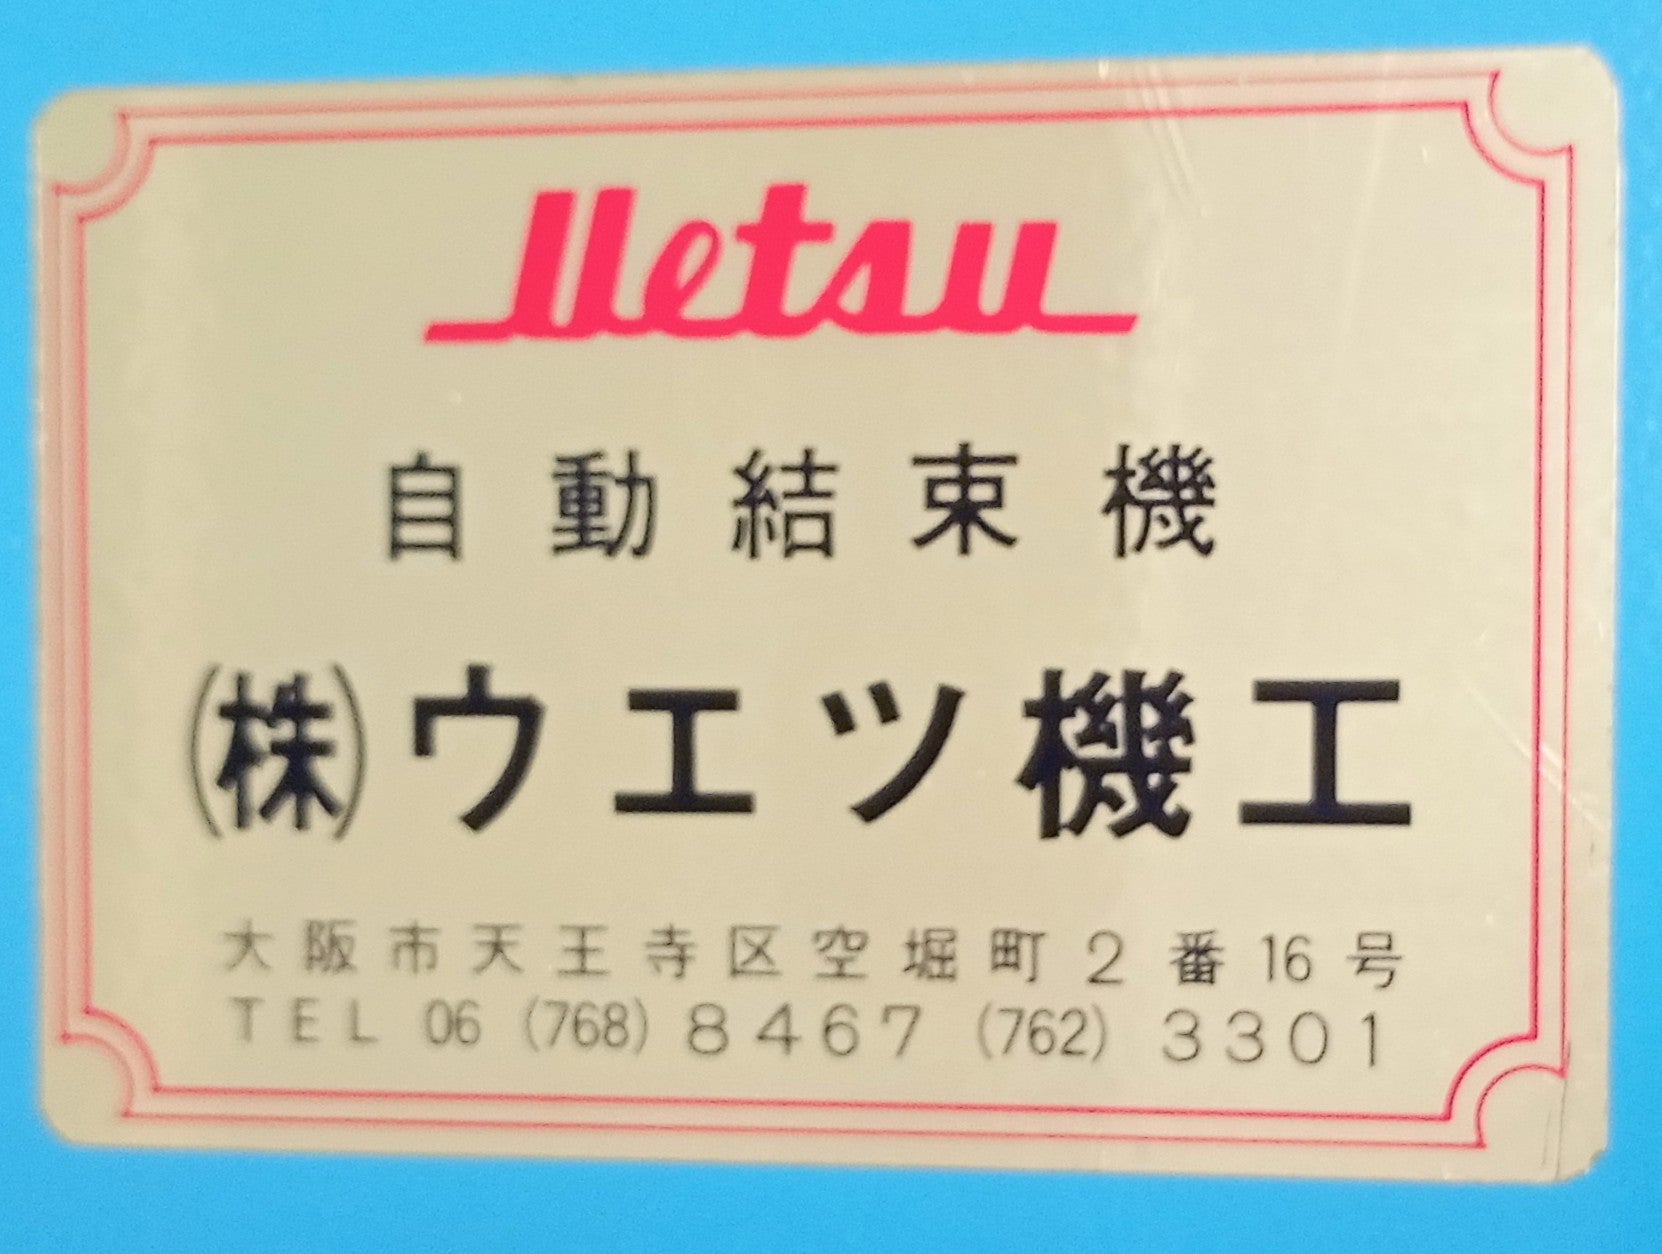 Uetsu
自動結束機
(株)ウエツ機工
大阪市天王寺区空堀町2番16号
TEL 06 (768) 8467 (762) 3301